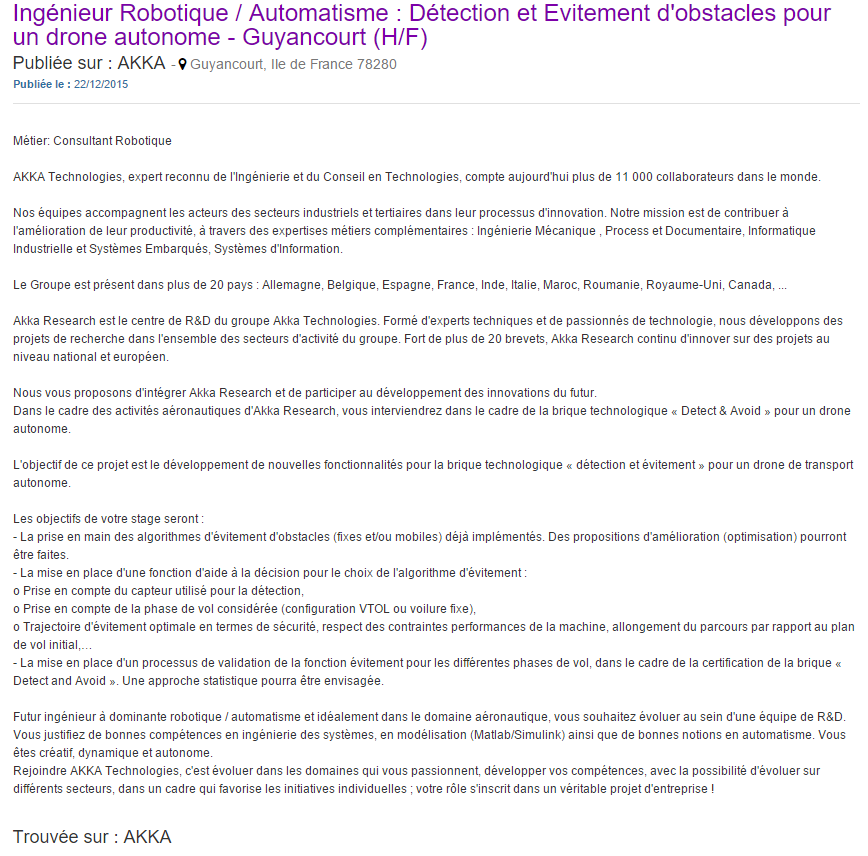 Ingénieur Robotique / Automatisme : Détection et Evitement d'obstacles pour
un drone autonome - Guyancourt (H/F)
Publiée sur : AKKA - Guyancourt, Ile de France 78280
Publiée le : 22/12/2015
Métier: Consultant Robotique
AKKA Technologies, expert reconnu de l'Ingénierie et du Conseil en Technologies, compte aujourd'hui plus de 11 000 collaborateurs dans le monde.
Nos équipes accompagnent les acteurs des secteurs industriels et tertiaires dans leur processus d'innovation. Notre mission est de contribuer à
l'amélioration de leur productivité, à travers des expertises métiers complémentaires : Ingénierie Mécanique , Process et Documentaire, Informatique
Industrielle et Systèmes Embarqués, Systèmes d'Information.
Le Groupe est présent dans plus de 20 pays : Allemagne, Belgique, Espagne, France, Inde, Italie, Maroc, Roumanie, Royaume-Uni, Canada, ...
Akka Research est le centre de R&D du groupe Akka Technologies. Formé d'experts techniques et de passionnés de technologie, nous développons des
projets de recherche dans l'ensemble des secteurs d'activité du groupe. Fort de plus de 20 brevets, Akka Research continu d'innover sur des projets au
niveau national et européen.
Nous vous proposons d'intégrer Akka Research et de participer au développement des innovations du futur.
Dans le cadre des activités aéronautiques d'Akka Research, vous interviendrez dans le cadre de la brique technologique « Detect & Avoid » pour un drone
autonome.
L'objectif de ce projet est le développement de nouvelles fonctionnalités pour la brique technologique « détection et évitement » pour un drone de transport
autonome.
Les objectifs de votre stage seront :
- La prise en main des algorithmes d'évitement d'obstacles (fixes et/ou mobiles) déjà implémentés. Des propositions d'amélioration (optimisation) pourront
être faites.
- La mise en place d'une fonction d'aide à la décision pour le choix de l'algorithme d'évitement :
o Prise en compte du capteur utilisé pour la détection,
o Prise en compte de la phase de vol considérée (configuration VTOL ou voilure fixe),
o Trajectoire d'évitement optimale en termes de sécurité, respect des contraintes performances de la machine, allongement du parcours par rapport au plan
de vol initial,…
- La mise en place d'un processus de validation de la fonction évitement pour les différentes phases de vol, dans le cadre de la certification de la brique «
Detect and Avoid ». Une approche statistique pourra être envisagée.
Futur ingénieur à dominante robotique / automatisme et idéalement dans le domaine aéronautique, vous souhaitez évoluer au sein d'une équipe de R&D.
Vous justifiez de bonnes compétences en ingénierie des systèmes, en modélisation (Matlab/Simulink) ainsi que de bonnes notions en automatisme. Vous
êtes créatif, dynamique et autonome.
Rejoindre AKKA Technologies, c'est évoluer dans les domaines qui vous passionnent, développer vos compétences, avec la possibilité d'évoluer sur
différents secteurs, dans un cadre qui favorise les initiatives individuelles ; votre rôle s'inscrit dans un véritable projet d'entreprise !
Trouvée sur : AKKA